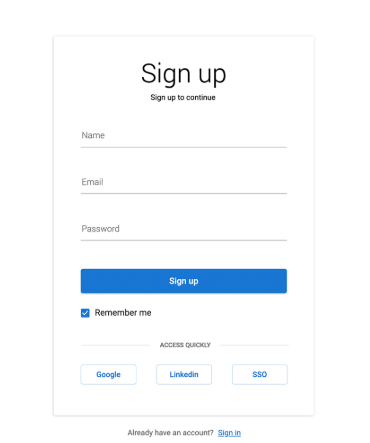 Sign up
Sign up to continue
Name
Email
Password
Sign up
Remember me
ACCESS QUICKLY
Google Linkedin SSO
Already have an account? Sign in